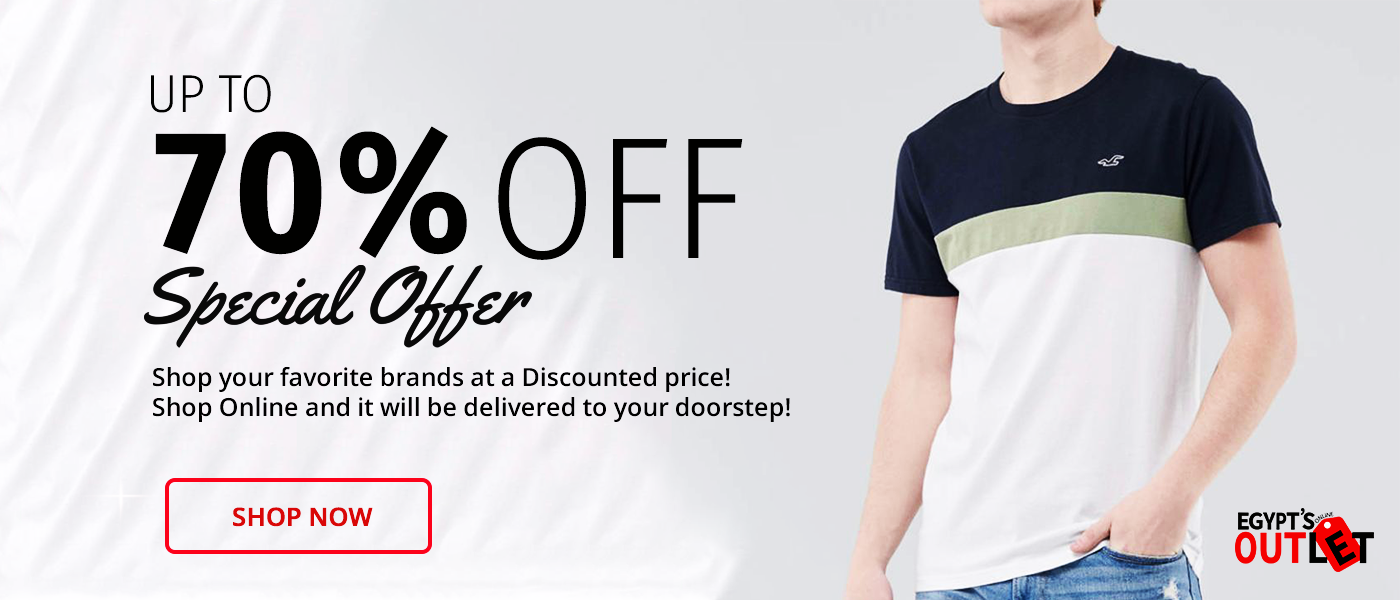 UP TO
70% OFF
Special Offer
Shop your favorite brands at a Discounted price!
Shop Online and it will be delivered to your doorstep!
SHOP NOW
EGYPT'S ONLINE
OUTLET